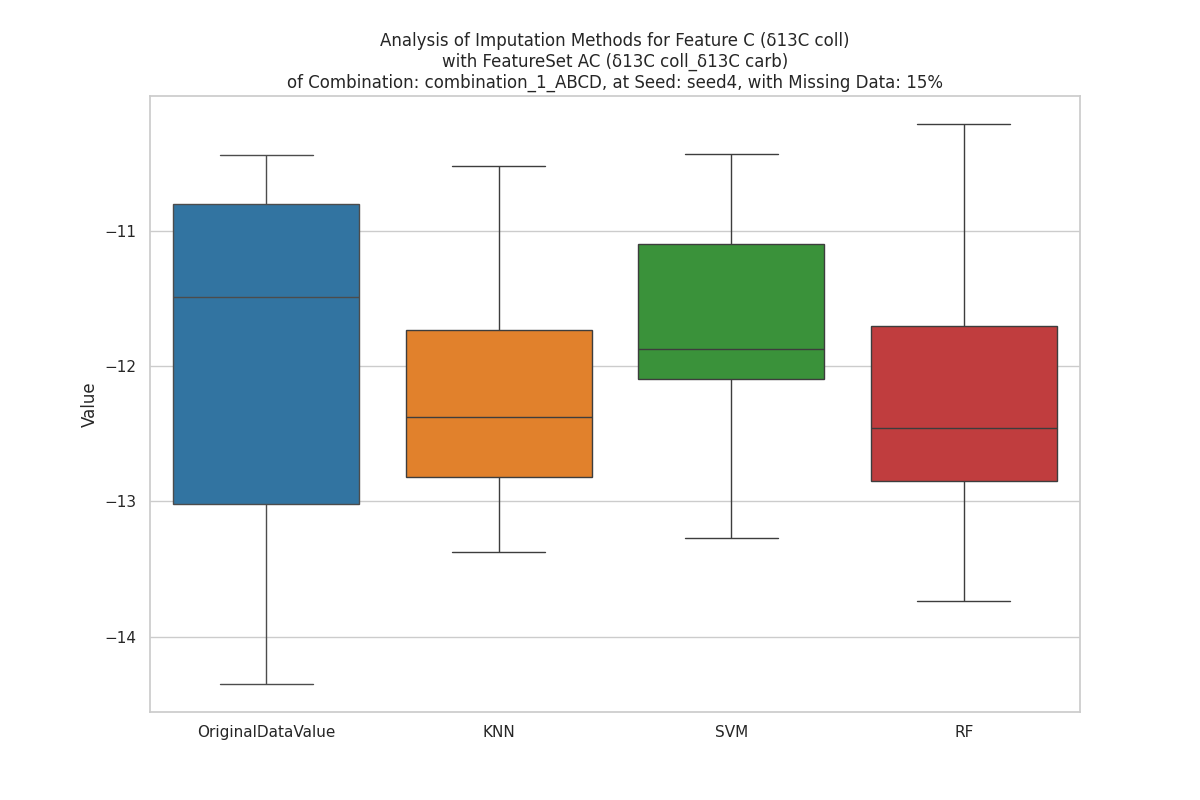 Analysis of Imputation Methods for Feature C (δ13C coll)
with FeatureSet AC (δ13C coll_δ13C carb)
of Combination: combination_1_ABCD, at Seed: seed4, with Missing Data: 15%
Value
−11
−12
−13
−14
OriginalDataValue
KNN
SVM
RF